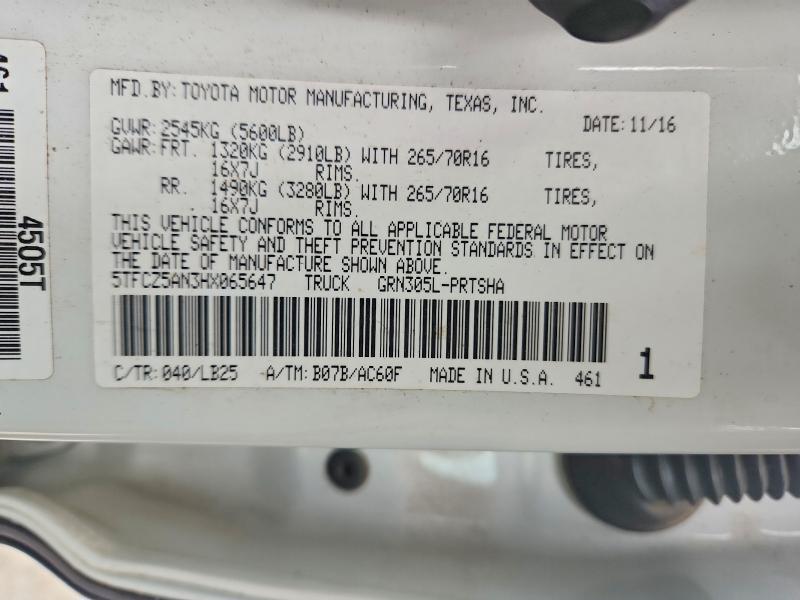 MFD.BY:TOYOTA MOTOR MANUFACTURING, TEXAS, INC.
GVWR:2545KG (5600LB) DATE:11/16
GAWR:FRT. 1320KG (2910LB) WITH 265/70R16 TIRES,
16X7J RIMS.
RR. 1490KG (3280LB) WITH 265/70R16 TIRES,
. 16X7J RIMS.
THIS VEHICLE CONFORMS TO ALL APPLICABLE FEDERAL MOTOR
VEHICLE SAFETY AND THEFT PREVENTION STANDARDS IN EFFECT ON
THE DATE OF MANUFACTURE SHOWN ABOVE.
5TFCZ5AN3HX065647 TRUCK GRN305L-PRTSHA
C/TR:040/LB25 A/TM:B07B/AC60F MADE IN U.S.A. 461 1
4505T